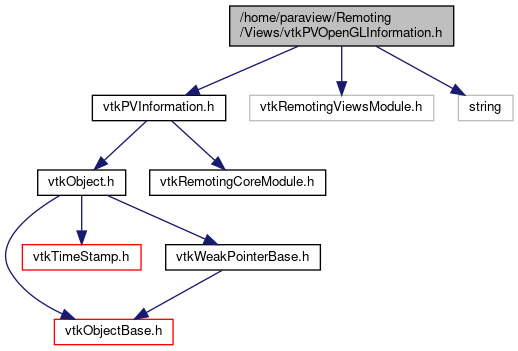 /home/paraview/Remoting
/Views/vtkPVOpenGLInformation.h
vtkPVInformation.h
vtkRemotingViewsModule.h
string
vtkObject.h
vtkRemotingCoreModule.h
vtkTimeStamp.h
vtkWeakPointerBase.h
vtkObjectBase.h